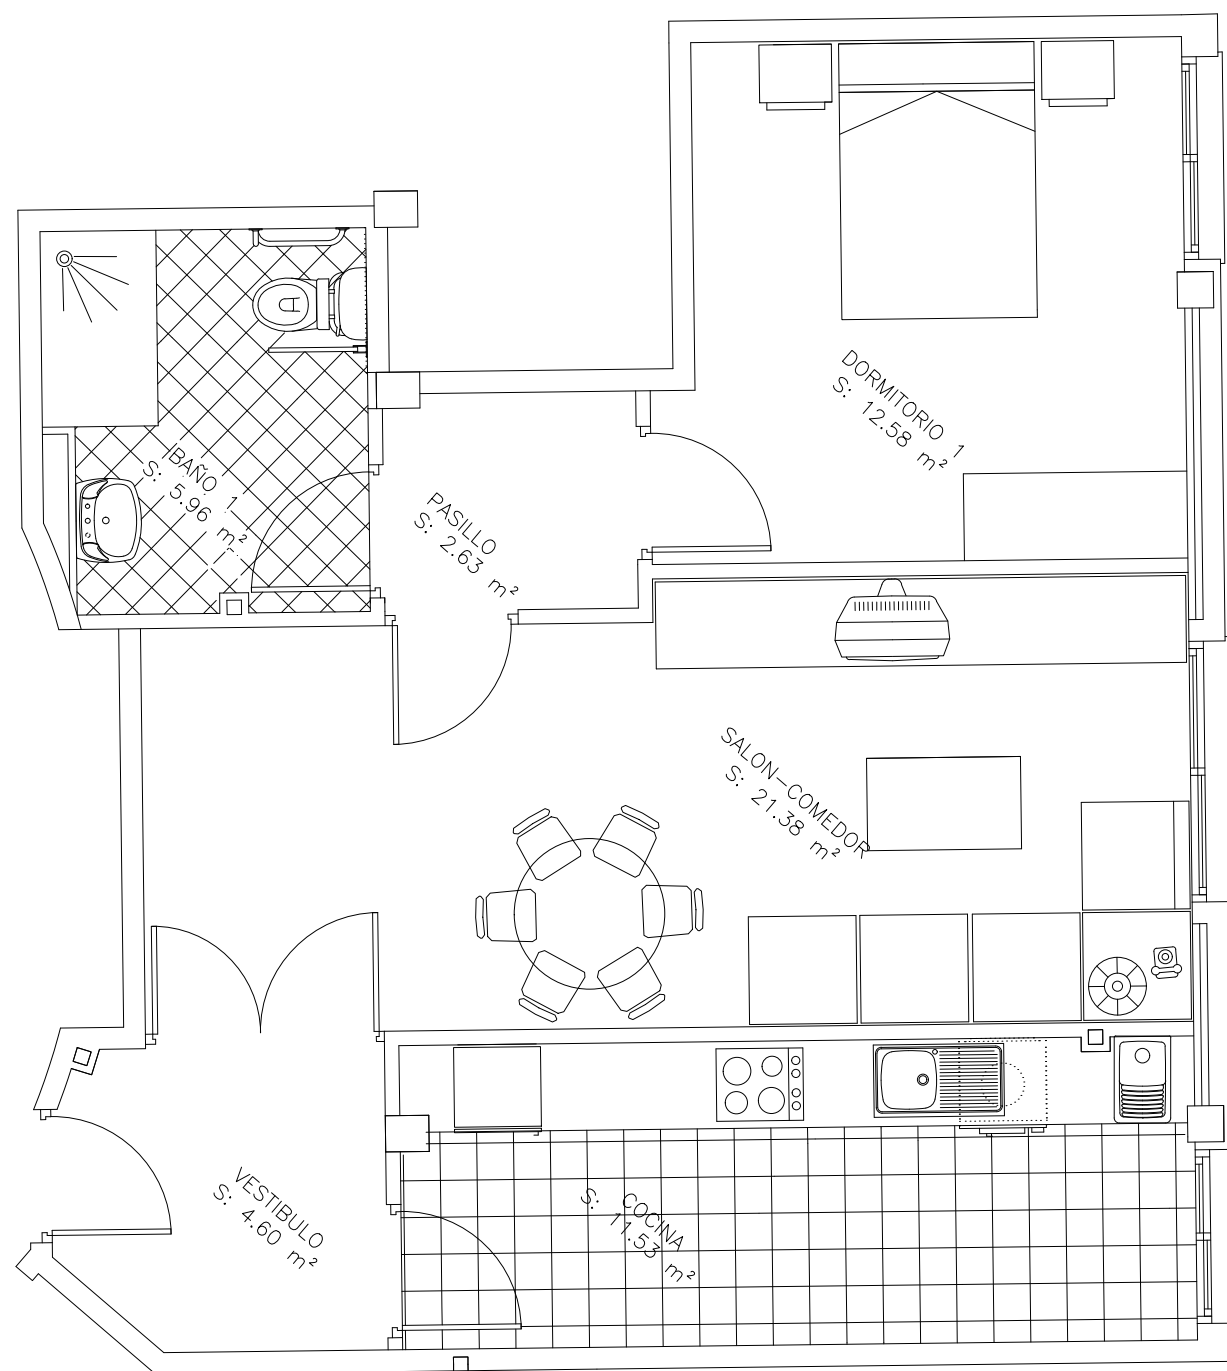 DORMITORIO 1
S: 12.58 m²
BAÑO 1
S: 5.96 m²
PASILLO
S: 2.63 m²
SALON-COMEDOR
S: 21.38 m²
VESTIBULO
S: 4.60 m²
COCINA
S: 11.53 m²